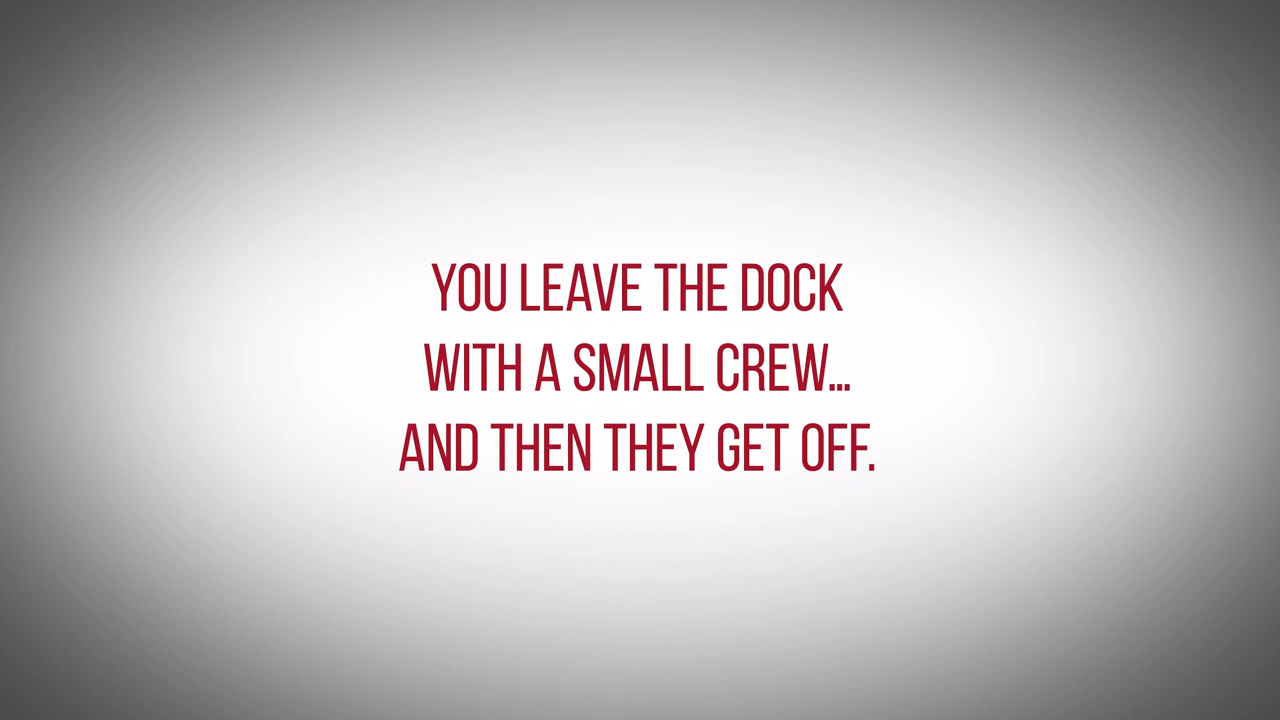 YOU LEAVE THE DOCK
WITH A SMALL CREW...
AND THEN THEY GET OFF.